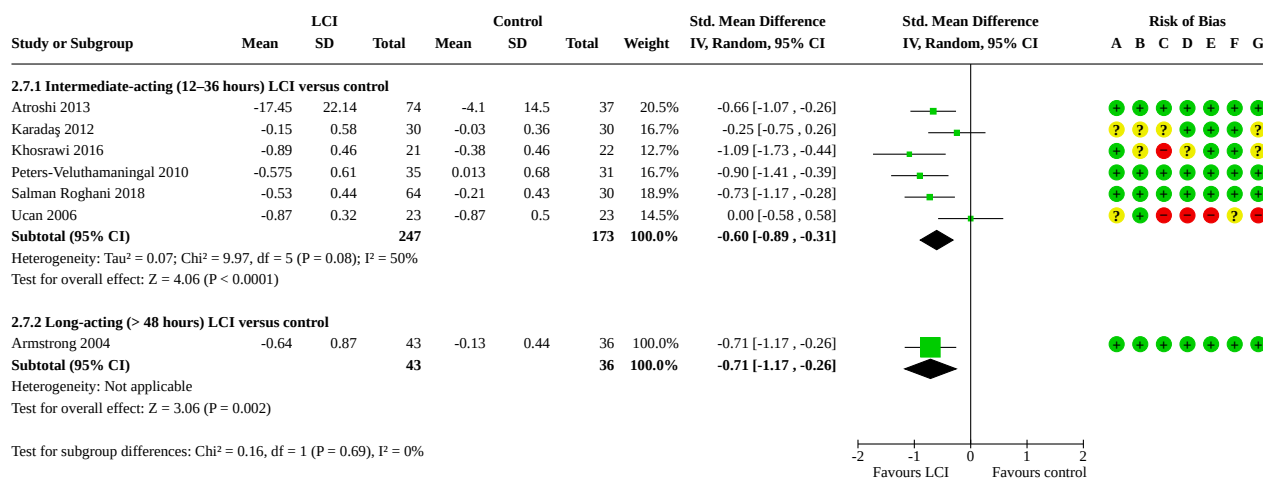 LCI Control Std. Mean Difference Std. Mean Difference Risk of Bias
Study or Subgroup Mean SD Total Mean SD Total Weight IV, Random, 95% CI IV, Random, 95% CI A B C D E F G
2.7.1 Intermediate-acting (12–36 hours) LCI versus control
Atroshi 2013 -17.45 22.14 74 -4.1 14.5 37 20.5% -0.66 [-1.07 , -0.26] + + + + + + +
Karadaş 2012 -0.15 0.58 30 -0.03 0.36 30 16.7% -0.25 [-0.75 , 0.26] ? ? ? + + + ?
Khosrawi 2016 -0.89 0.46 21 -0.38 0.46 22 12.7% -1.09 [-1.73 , -0.44] + ? − ? + + ?
Peters-Veluthamaningal 2010 -0.575 0.61 35 0.013 0.68 31 16.7% -0.90 [-1.41 , -0.39] + + + + + + +
Salman Roghani 2018 -0.53 0.44 64 -0.21 0.43 30 18.9% -0.73 [-1.17 , -0.28] + + + + + + +
Ucan 2006 -0.87 0.32 23 -0.87 0.5 23 14.5% 0.00 [-0.58 , 0.58] ? + − − − ? −
Subtotal (95% CI) 247 173 100.0% -0.60 [-0.89 , -0.31]
Heterogeneity: Tau² = 0.07; Chi² = 9.97, df = 5 (P = 0.08); I² = 50%
Test for overall effect: Z = 4.06 (P < 0.0001)
2.7.2 Long-acting (> 48 hours) LCI versus control
Armstrong 2004 -0.64 0.87 43 -0.13 0.44 36 100.0% -0.71 [-1.17 , -0.26] + + + + + + +
Subtotal (95% CI) 43 36 100.0% -0.71 [-1.17 , -0.26]
Heterogeneity: Not applicable
Test for overall effect: Z = 3.06 (P = 0.002)
Test for subgroup differences: Chi² = 0.16, df = 1 (P = 0.69), I² = 0%
-2 -1 0 1 2
Favours LCI Favours control